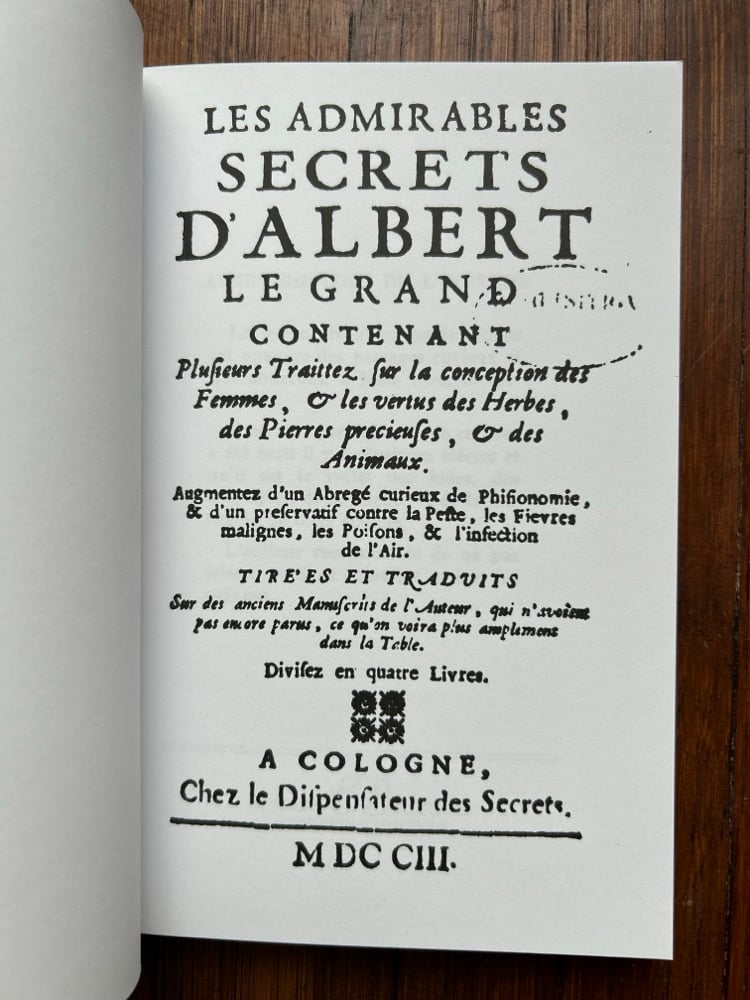 LES ADMIRABLES
SECRETS
D'ALBERT
LE GRAND
CONTENANT
Pluſieurs Traittez ſur la conception des
Femmes, & les vertus des Herbes,
des Pierres precieuſes, & des
Animaux.
Augmentez d'un Abregé curieux de Phiſionomie,
& d'un preſervatif contre la Peſte, les Fievres
malignes, les Poiſons, & l'infection
de l'Air.
TIRE'ES ET TRADVITS
Sur des anciens Manuſcrits de l'Auteur, qui n'avoient
pas encore parus, ce qu'on voira plus amplement
dans la Table.
Diviſez en quatre Livres.
A COLOGNE,
Chez le Diſpenſateur des Secrets.
M DC CIII.